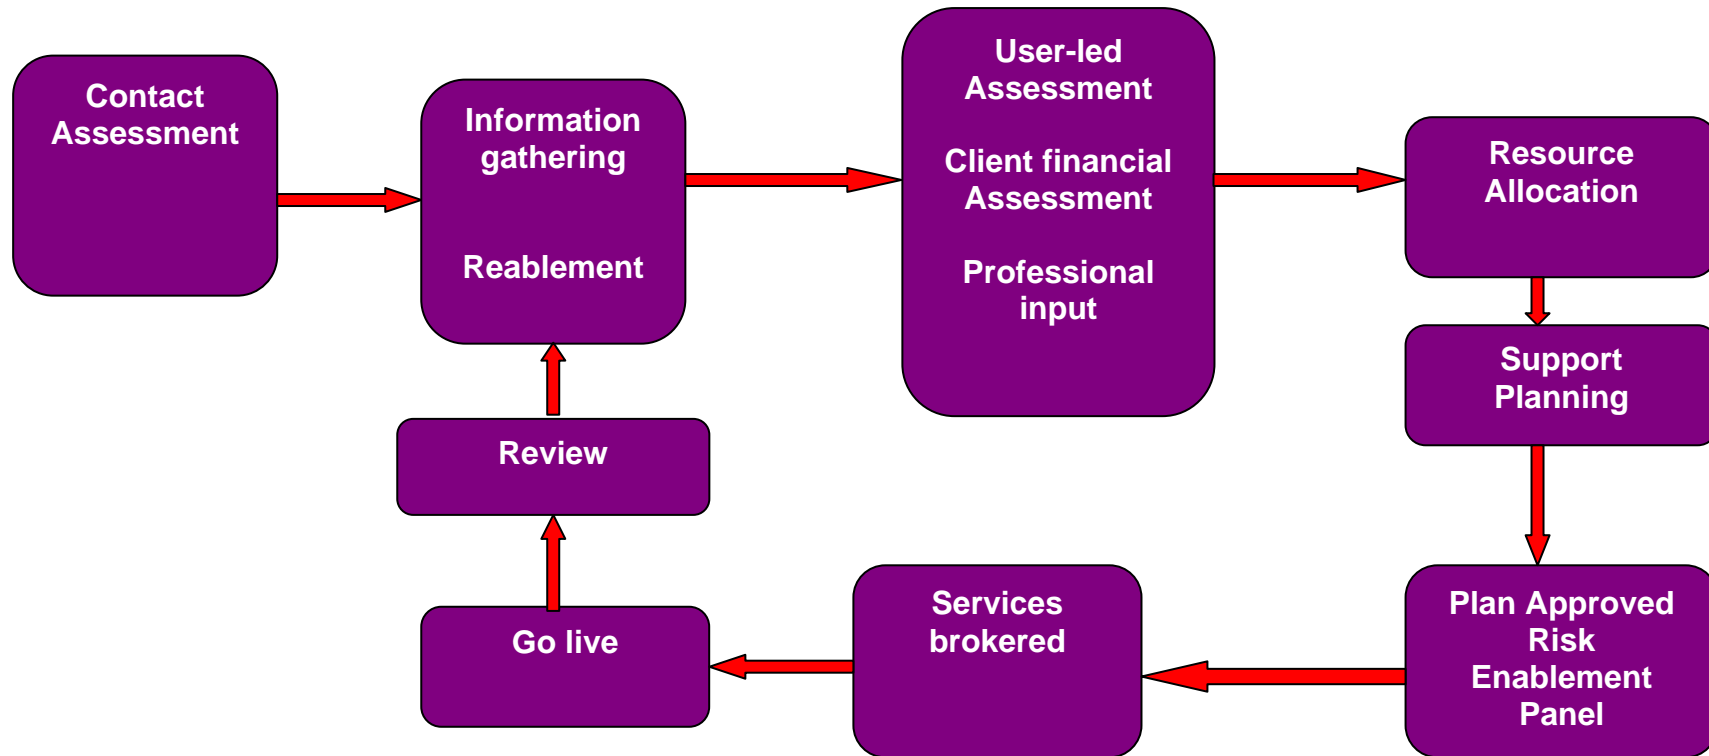 Contact
Assessment
Information
gathering
Reablement
User-led
Assessment
Client financial
Assessment
Professional
input
Resource
Allocation
Support
Planning
Plan Approved
Risk
Enablement
Panel
Services
brokered
Go live
Review